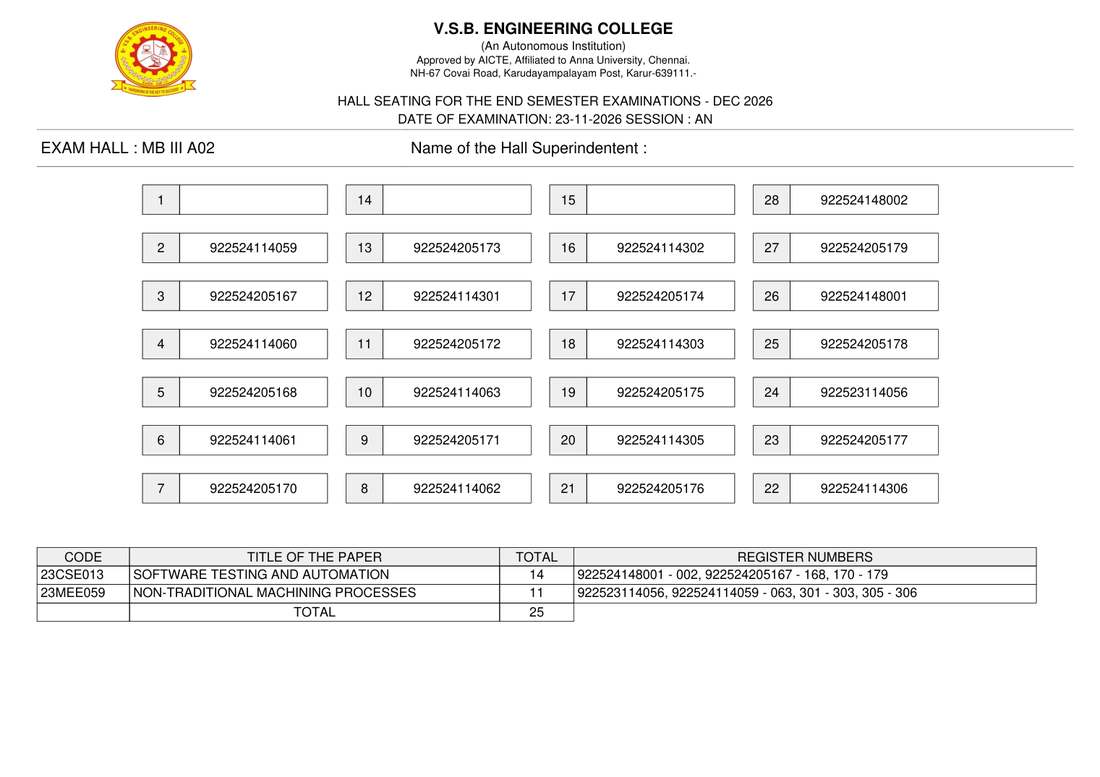 V.S.B. ENGINEERING COLLEGE
(An Autonomous Institution)
Approved by AICTE, Affiliated to Anna University, Chennai.
NH-67 Covai Road, Karudayampalayam Post, Karur-639111.-
HALL SEATING FOR THE END SEMESTER EXAMINATIONS - DEC 2026
DATE OF EXAMINATION: 23-11-2026 SESSION : AN
EXAM HALL : MB III A02 Name of the Hall Superindentent :
1 14 15 28 922524148002
2 922524114059 13 922524205173 16 922524114302 27 922524205179
3 922524205167 12 922524114301 17 922524205174 26 922524148001
4 922524114060 11 922524205172 18 922524114303 25 922524205178
5 922524205168 10 922524114063 19 922524205175 24 922523114056
6 922524114061 9 922524205171 20 922524114305 23 922524205177
7 922524205170 8 922524114062 21 922524205176 22 922524114306
CODE TITLE OF THE PAPER TOTAL REGISTER NUMBERS
23CSE013 SOFTWARE TESTING AND AUTOMATION 14 922524148001 - 002, 922524205167 - 168, 170 - 179
23MEE059 NON-TRADITIONAL MACHINING PROCESSES 11 922523114056, 922524114059 - 063, 301 - 303, 305 - 306
TOTAL 25